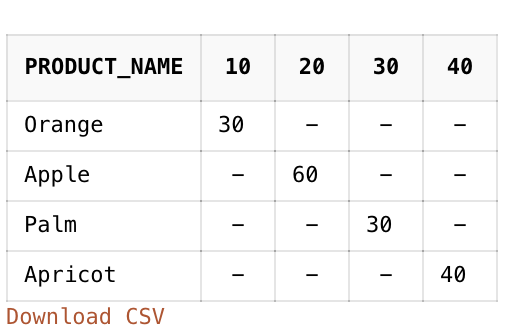 PRODUCT_NAME 10 20 30 40
Orange 30 - - -
Apple - 60 - -
Palm - - 30 -
Apricot - - - 40
Download CSV